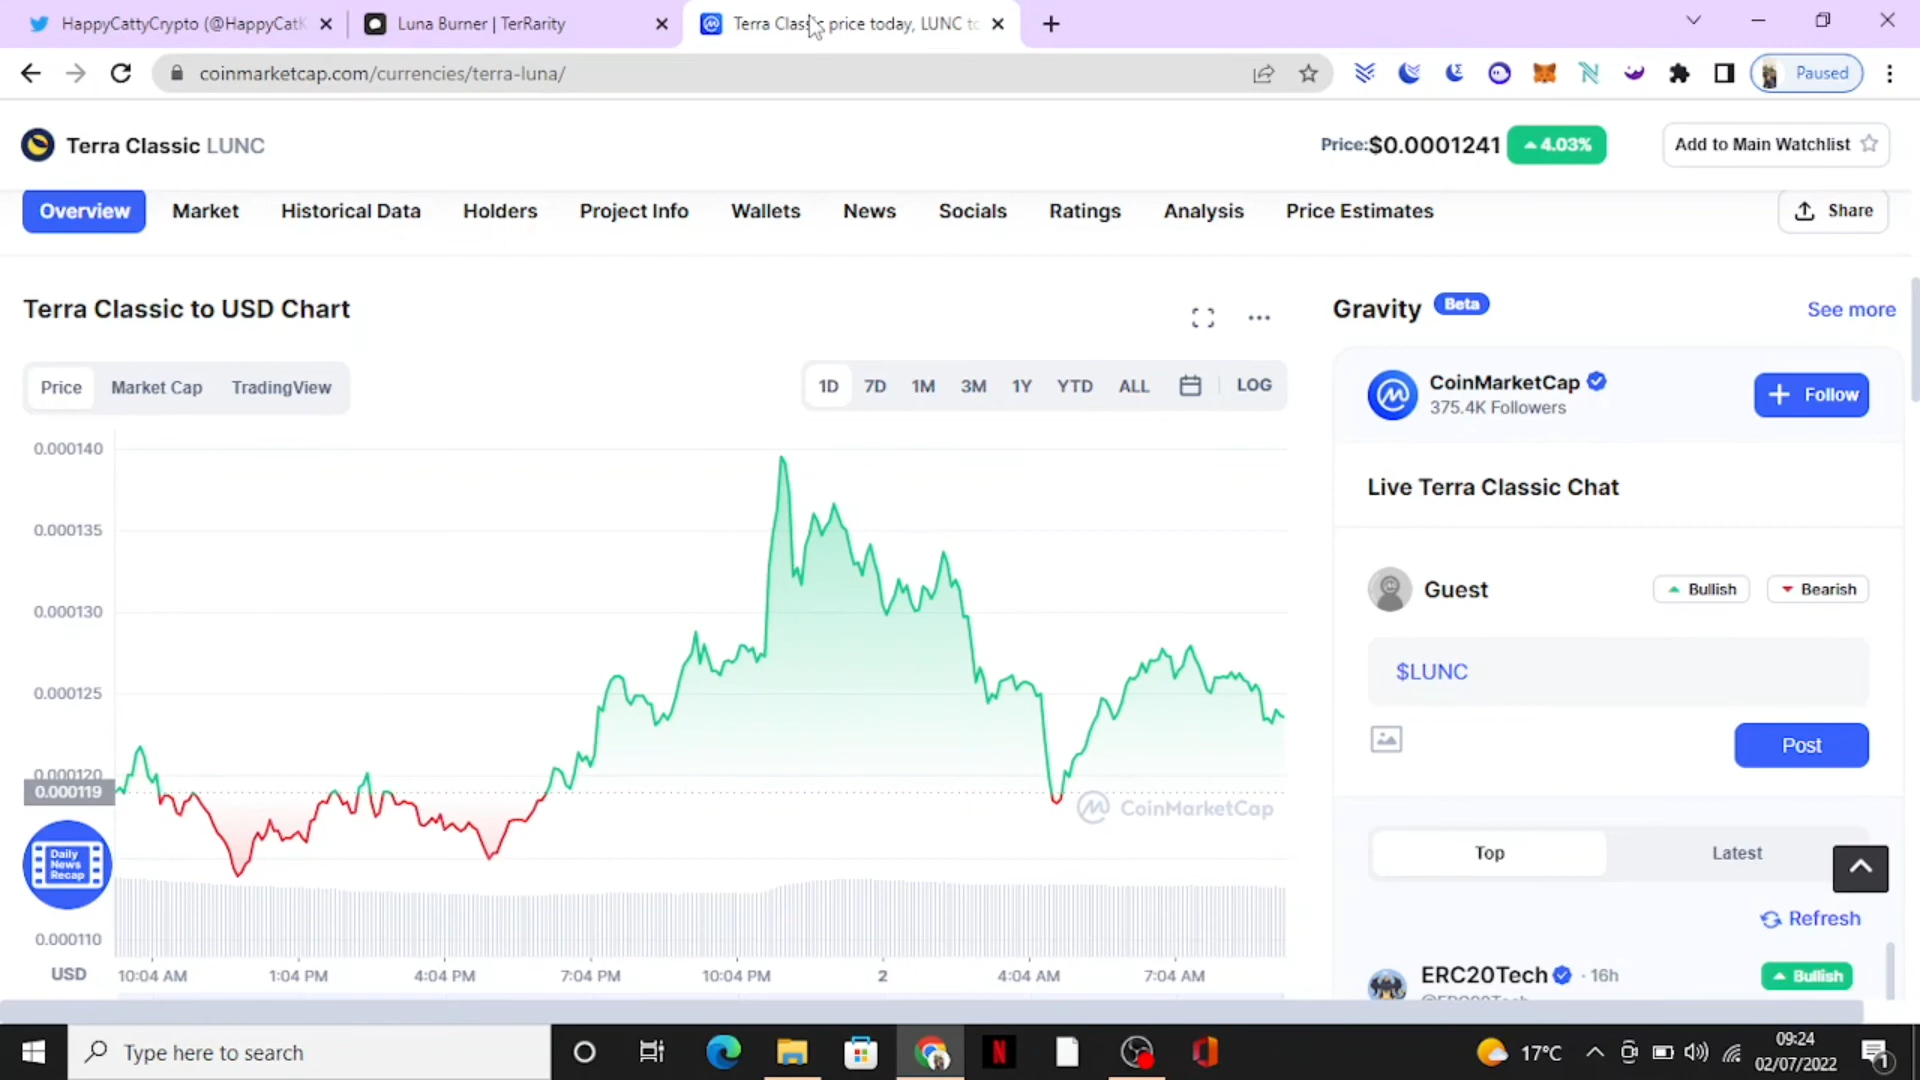 HappyCattyCrypto (@HappyCatK
Luna Burner | TerRarity
Terra Classic price today, LUNC to
coinmarketcap.com/currencies/terra-luna/
Paused
Terra Classic LUNC
Price:$0.0001241
4.03%
Add to Main Watchlist
Overview
Market
Historical Data
Holders
Project Info
Wallets
News
Socials
Ratings
Analysis
Price Estimates
Share
Terra Classic to USD Chart
Price
Market Cap
TradingView
1D
7D
1M
3M
1Y
YTD
ALL
LOG
0.000140
0.000135
0.000130
0.000125
0.000120
0.000119
0.000110
CoinMarketCap
Daily
News
Recap
USD
10:04 AM
1:04 PM
4:04 PM
7:04 PM
10:04 PM
2
4:04 AM
7:04 AM
Gravity
Beta
See more
CoinMarketCap
375.4K Followers
Follow
Live Terra Classic Chat
Guest
Bullish
Bearish
$LUNC
Post
Top
Latest
Refresh
ERC20Tech · 16h
Bullish
Type here to search
17°C
09:24
02/07/2022
1